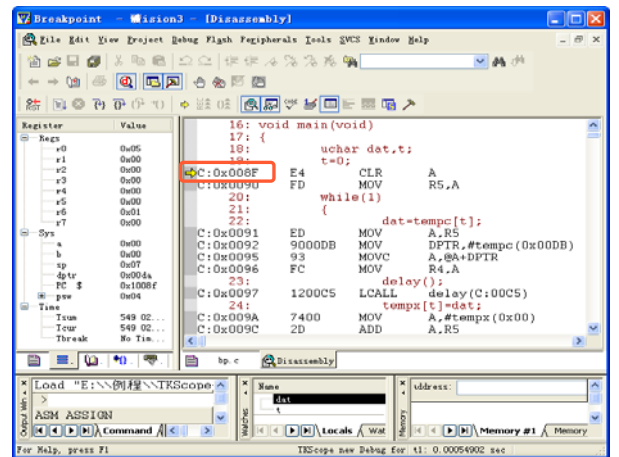 Breakpoint - µVision3 - [Disassembly]
File Edit View Project Debug Flash Peripherals Tools SVCS Window Help
Register Value
Regs
r0 0x05
r1 0x00
r2 0x00
r3 0x00
r4 0x00
r5 0x00
r6 0x01
r7 0x00
Sys
a 0x00
b 0x00
sp 0x07
dptr 0x00da
PC $ 0x1008f
psw 0x04
Time
Tsum 549 02...
Tcur 549 02...
Tbreak No Tim...
16: void main(void)
17: {
18: uchar dat,t;
19: t=0;
C:0x008F E4 CLR A
C:0x0090 FD MOV R5,A
20: while(1)
21: {
22: dat=tempc[t];
C:0x0091 ED MOV A,R5
C:0x0092 9000DB MOV DPTR,#tempc(0x00DB)
C:0x0095 93 MOVC A,@A+DPTR
C:0x0096 FC MOV R4,A
23: delay();
C:0x0097 1200C5 LCALL delay(C:00C5)
24: tempx[t]=dat;
C:0x009A 7400 MOV A,#tempx(0x00)
C:0x009C 2D ADD A,R5
bp.c Disassembly
Load "E:\\例程\\TKScope
>
ASM ASSIGN
Command
Output Win
Name
dat
t
Locals Wat
Watches
address:
Memory #1 Memory
Memory
For Help, press F1 TKScope new Debug for t1: 0.00054902 sec